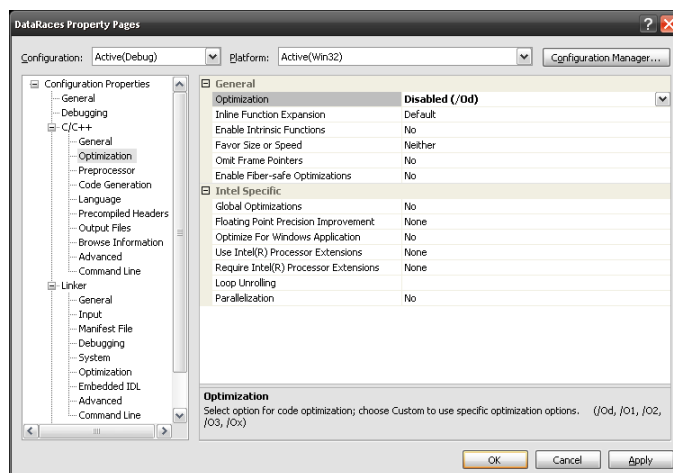 DataRaces Property Pages
Configuration: Active(Debug) Platform: Active(Win32) Configuration Manager...
Configuration Properties
General
Debugging
C/C++
General
Optimization
Preprocessor
Code Generation
Language
Precompiled Headers
Output Files
Browse Information
Advanced
Command Line
Linker
General
Input
Manifest File
Debugging
System
Optimization
Embedded IDL
Advanced
Command Line
General
Optimization Disabled (/Od)
Inline Function Expansion Default
Enable Intrinsic Functions No
Favor Size or Speed Neither
Omit Frame Pointers No
Enable Fiber-safe Optimizations No
Intel Specific
Global Optimizations No
Floating Point Precision Improvement None
Optimize For Windows Application No
Use Intel(R) Processor Extensions None
Require Intel(R) Processor Extensions None
Loop Unrolling
Parallelization No
Optimization
Select option for code optimization; choose Custom to use specific optimization options. (/Od, /O1, /O2,
/O3, /Ox)
OK Cancel Apply